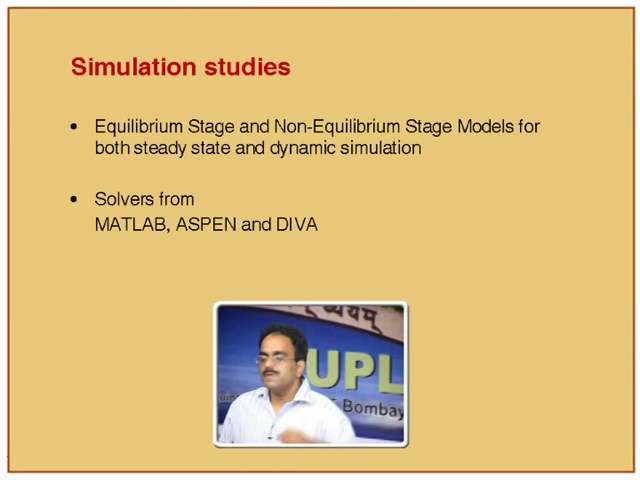 Simulation studies
• Equilibrium Stage and Non-Equilibrium Stage Models for
both steady state and dynamic simulation
• Solvers from
MATLAB, ASPEN and DIVA
UPL
Bombay